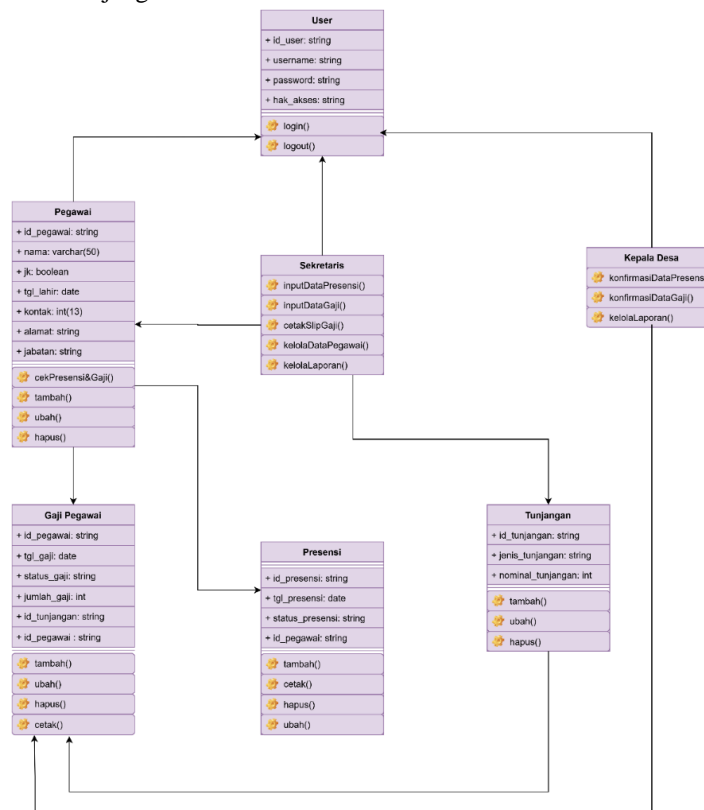 User
+ id_user: string
+ username: string
+ password: string
+ hak_akses: string
login()
logout()
Pegawai
+ id_pegawai: string
+ nama: varchar(50)
+ jk: boolean
+ tgl_lahir: date
+ kontak: int(13)
+ alamat: string
+ jabatan: string
cekPresensi&Gaji()
tambah()
ubah()
hapus()
Sekretaris
inputDataPresensi()
inputDataGaji()
cetakSlipGaji()
kelolaDataPegawai()
kelolaLaporan()
Kepala Desa
konfirmasiDataPresens
konfirmasiDataGaji()
kelolaLaporan()
Gaji Pegawai
+ id_pegawai: string
+ tgl_gaji: date
+ status_gaji: string
+ jumlah_gaji: int
+ id_tunjangan: string
+ id_pegawai : string
tambah()
ubah()
hapus()
cetak()
Presensi
+ id_presensi: string
+ tgl_presensi: date
+ status_presensi: string
+ id_pegawai: string
tambah()
cetak()
hapus()
ubah()
Tunjangan
+ id_tunjangan: string
+ jenis_tunjangan: string
+ nominal_tunjangan: int
tambah()
ubah()
hapus()